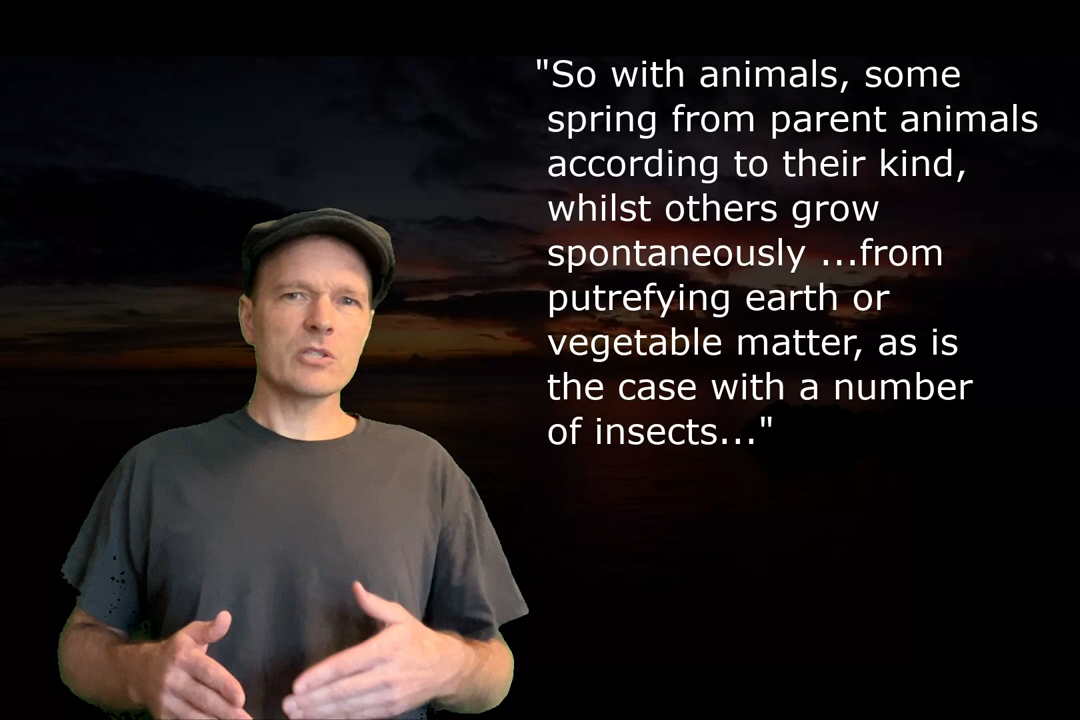 "So with animals, some
spring from parent animals
according to their kind,
whilst others grow
spontaneously ...from
putrefying earth or
vegetable matter, as is
the case with a number
of insects..."